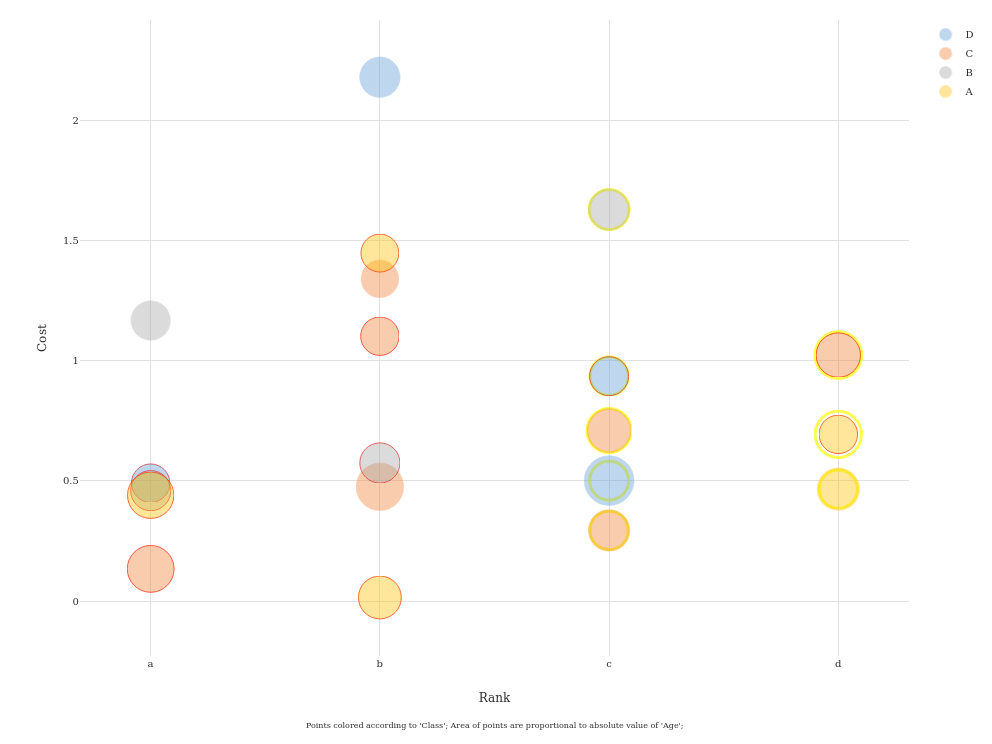 D
C
B
A
2
1.5
1
0.5
0
Cost
a
b
c
d
Rank
Points colored according to 'Class'; Area of points are proportional to absolute value of 'Age';